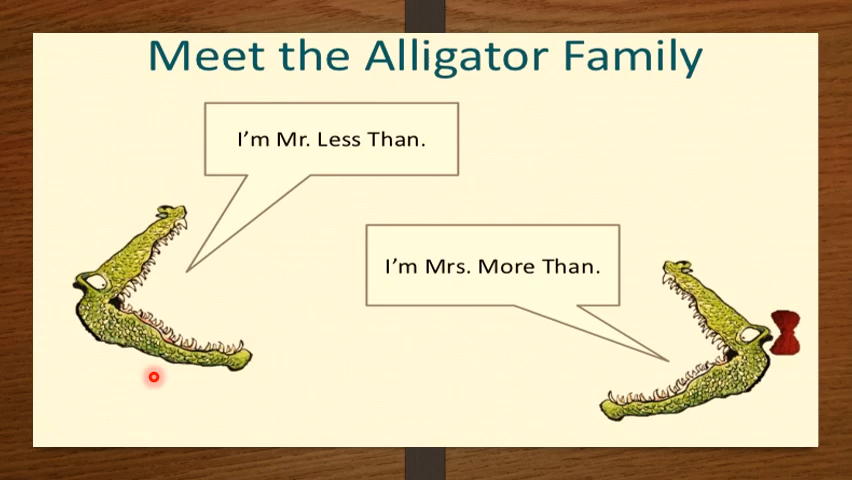 Meet the Alligator Family
I'm Mr. Less Than.
I'm Mrs. More Than.